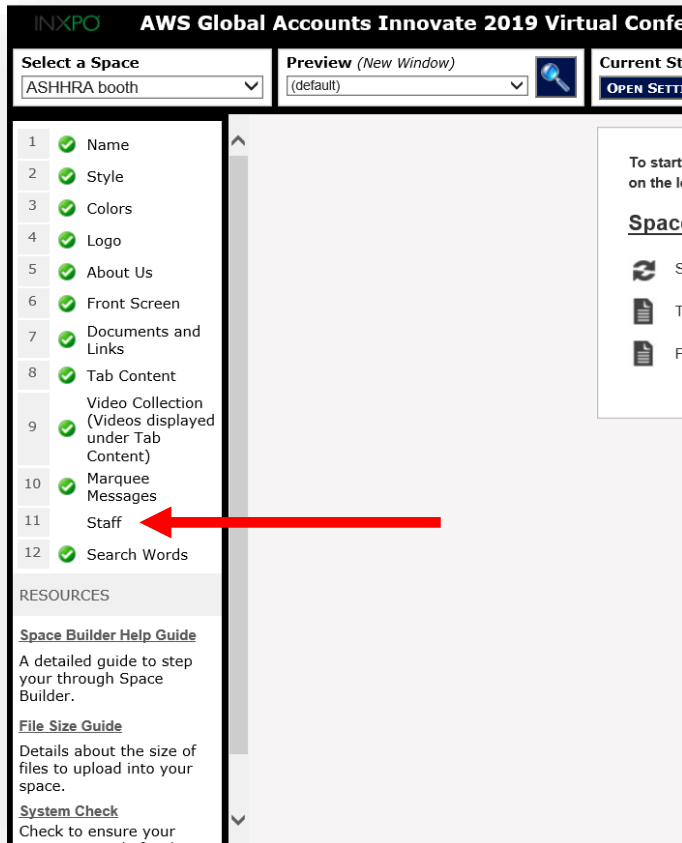 INXPO AWS Global Accounts Innovate 2019 Virtual Confe
Select a Space
ASHHRA booth
Preview (New Window)
(default)
Current St
OPEN SETTI
1 Name
2 Style
3 Colors
4 Logo
5 About Us
6 Front Screen
7 Documents and
Links
8 Tab Content
9 Video Collection
(Videos displayed
under Tab
Content)
10 Marquee
Messages
11 Staff
12 Search Words
RESOURCES
Space Builder Help Guide
A detailed guide to step
your through Space
Builder.
File Size Guide
Details about the size of
files to upload into your
space.
System Check
Check to ensure your
To start
on the l
Spac
S
T
F